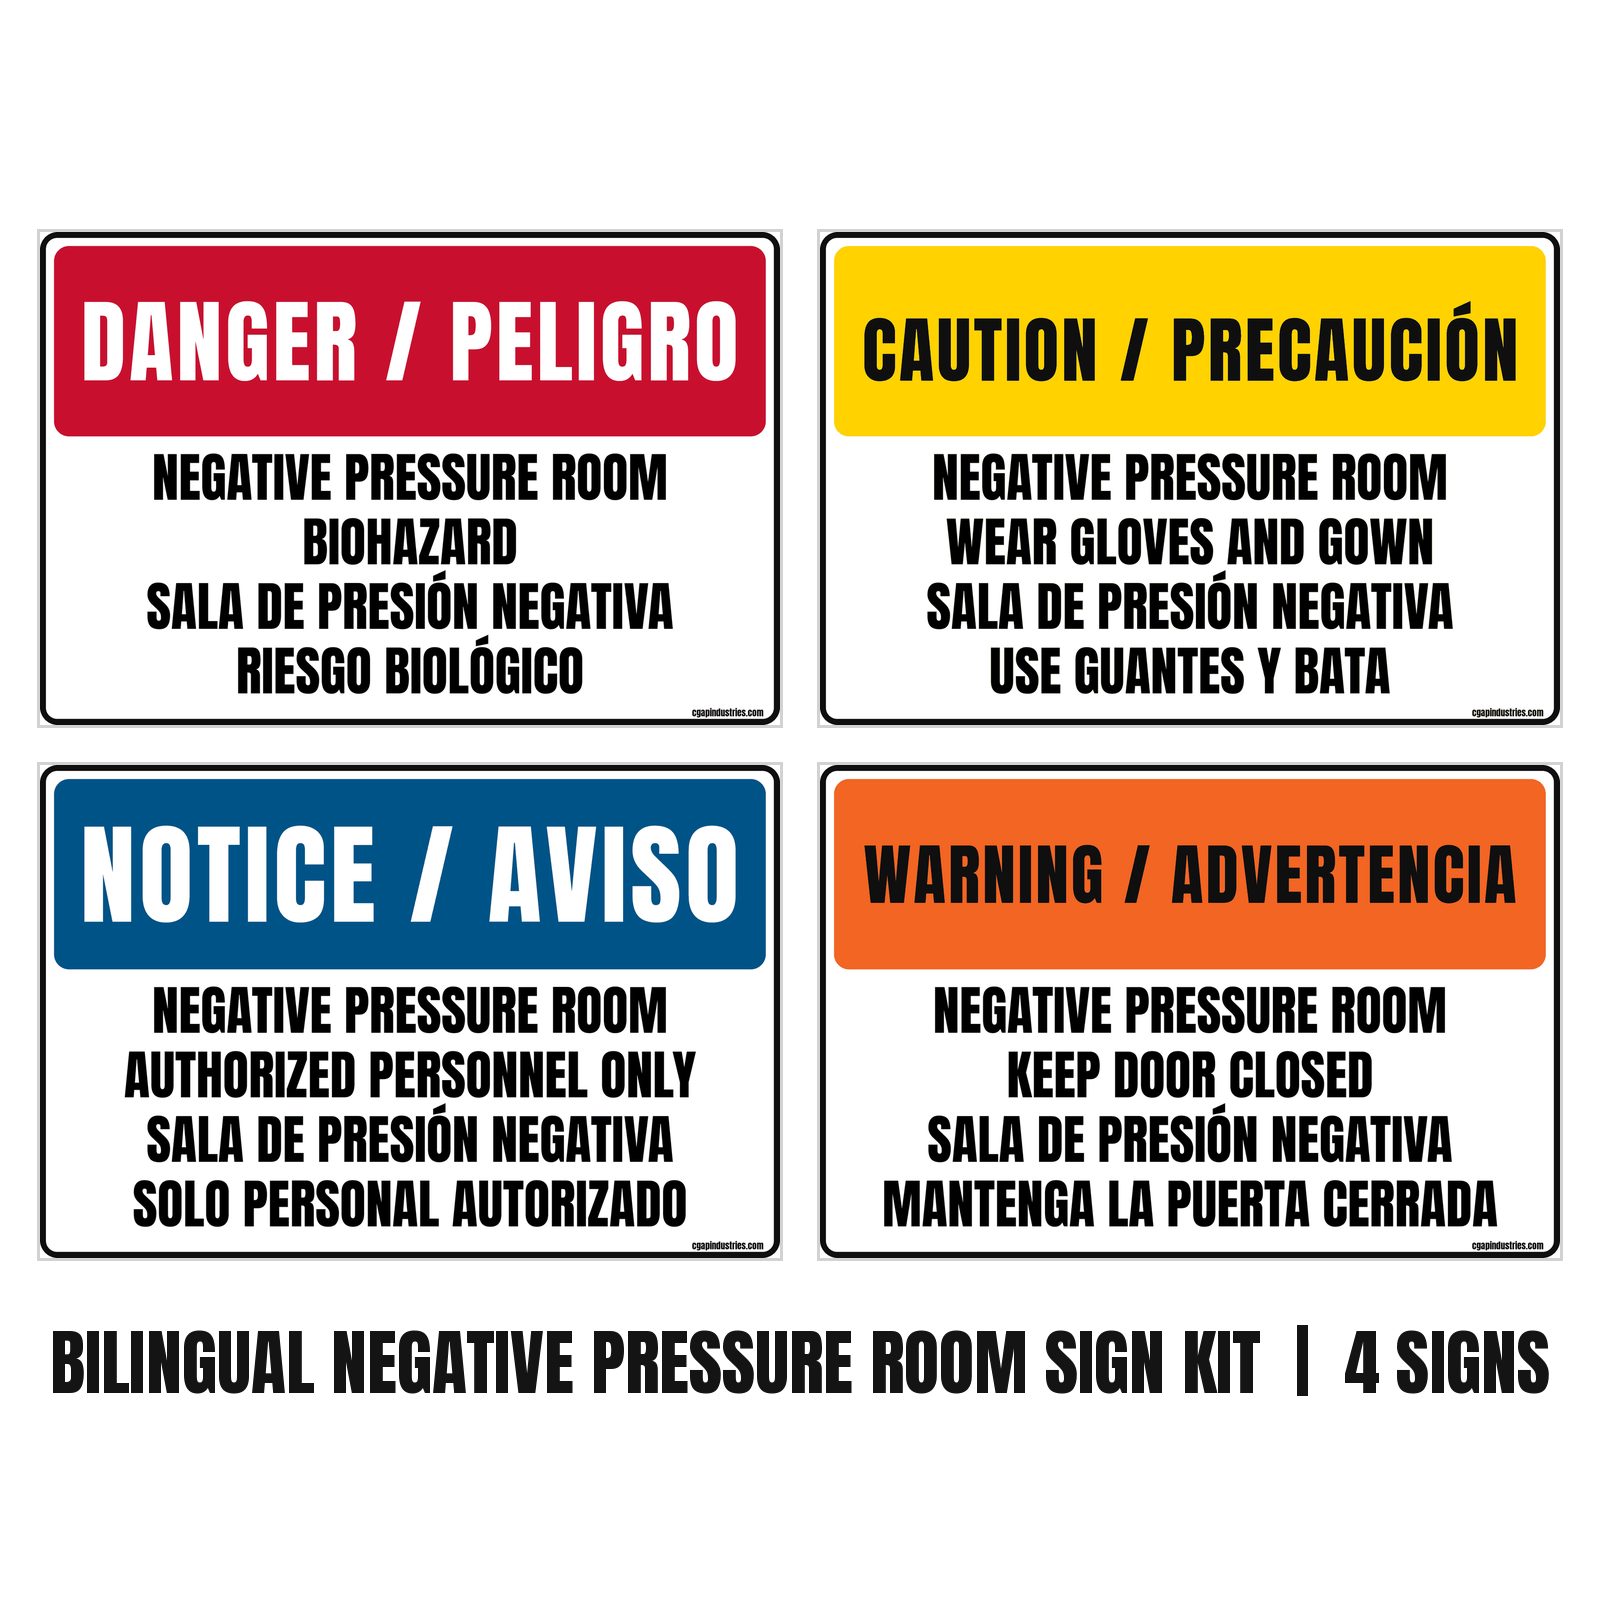 DANGER / PELIGRO
NEGATIVE PRESSURE ROOM
BIOHAZARD
SALA DE PRESIÓN NEGATIVA
RIESGO BIOLÓGICO
cgapindustries.com
CAUTION / PRECAUCIÓN
NEGATIVE PRESSURE ROOM
WEAR GLOVES AND GOWN
SALA DE PRESIÓN NEGATIVA
USE GUANTES Y BATA
cgapindustries.com
NOTICE / AVISO
NEGATIVE PRESSURE ROOM
AUTHORIZED PERSONNEL ONLY
SALA DE PRESIÓN NEGATIVA
SOLO PERSONAL AUTORIZADO
cgapindustries.com
WARNING / ADVERTENCIA
NEGATIVE PRESSURE ROOM
KEEP DOOR CLOSED
SALA DE PRESIÓN NEGATIVA
MANTENGA LA PUERTA CERRADA
cgapindustries.com
BILINGUAL NEGATIVE PRESSURE ROOM SIGN KIT | 4 SIGNS